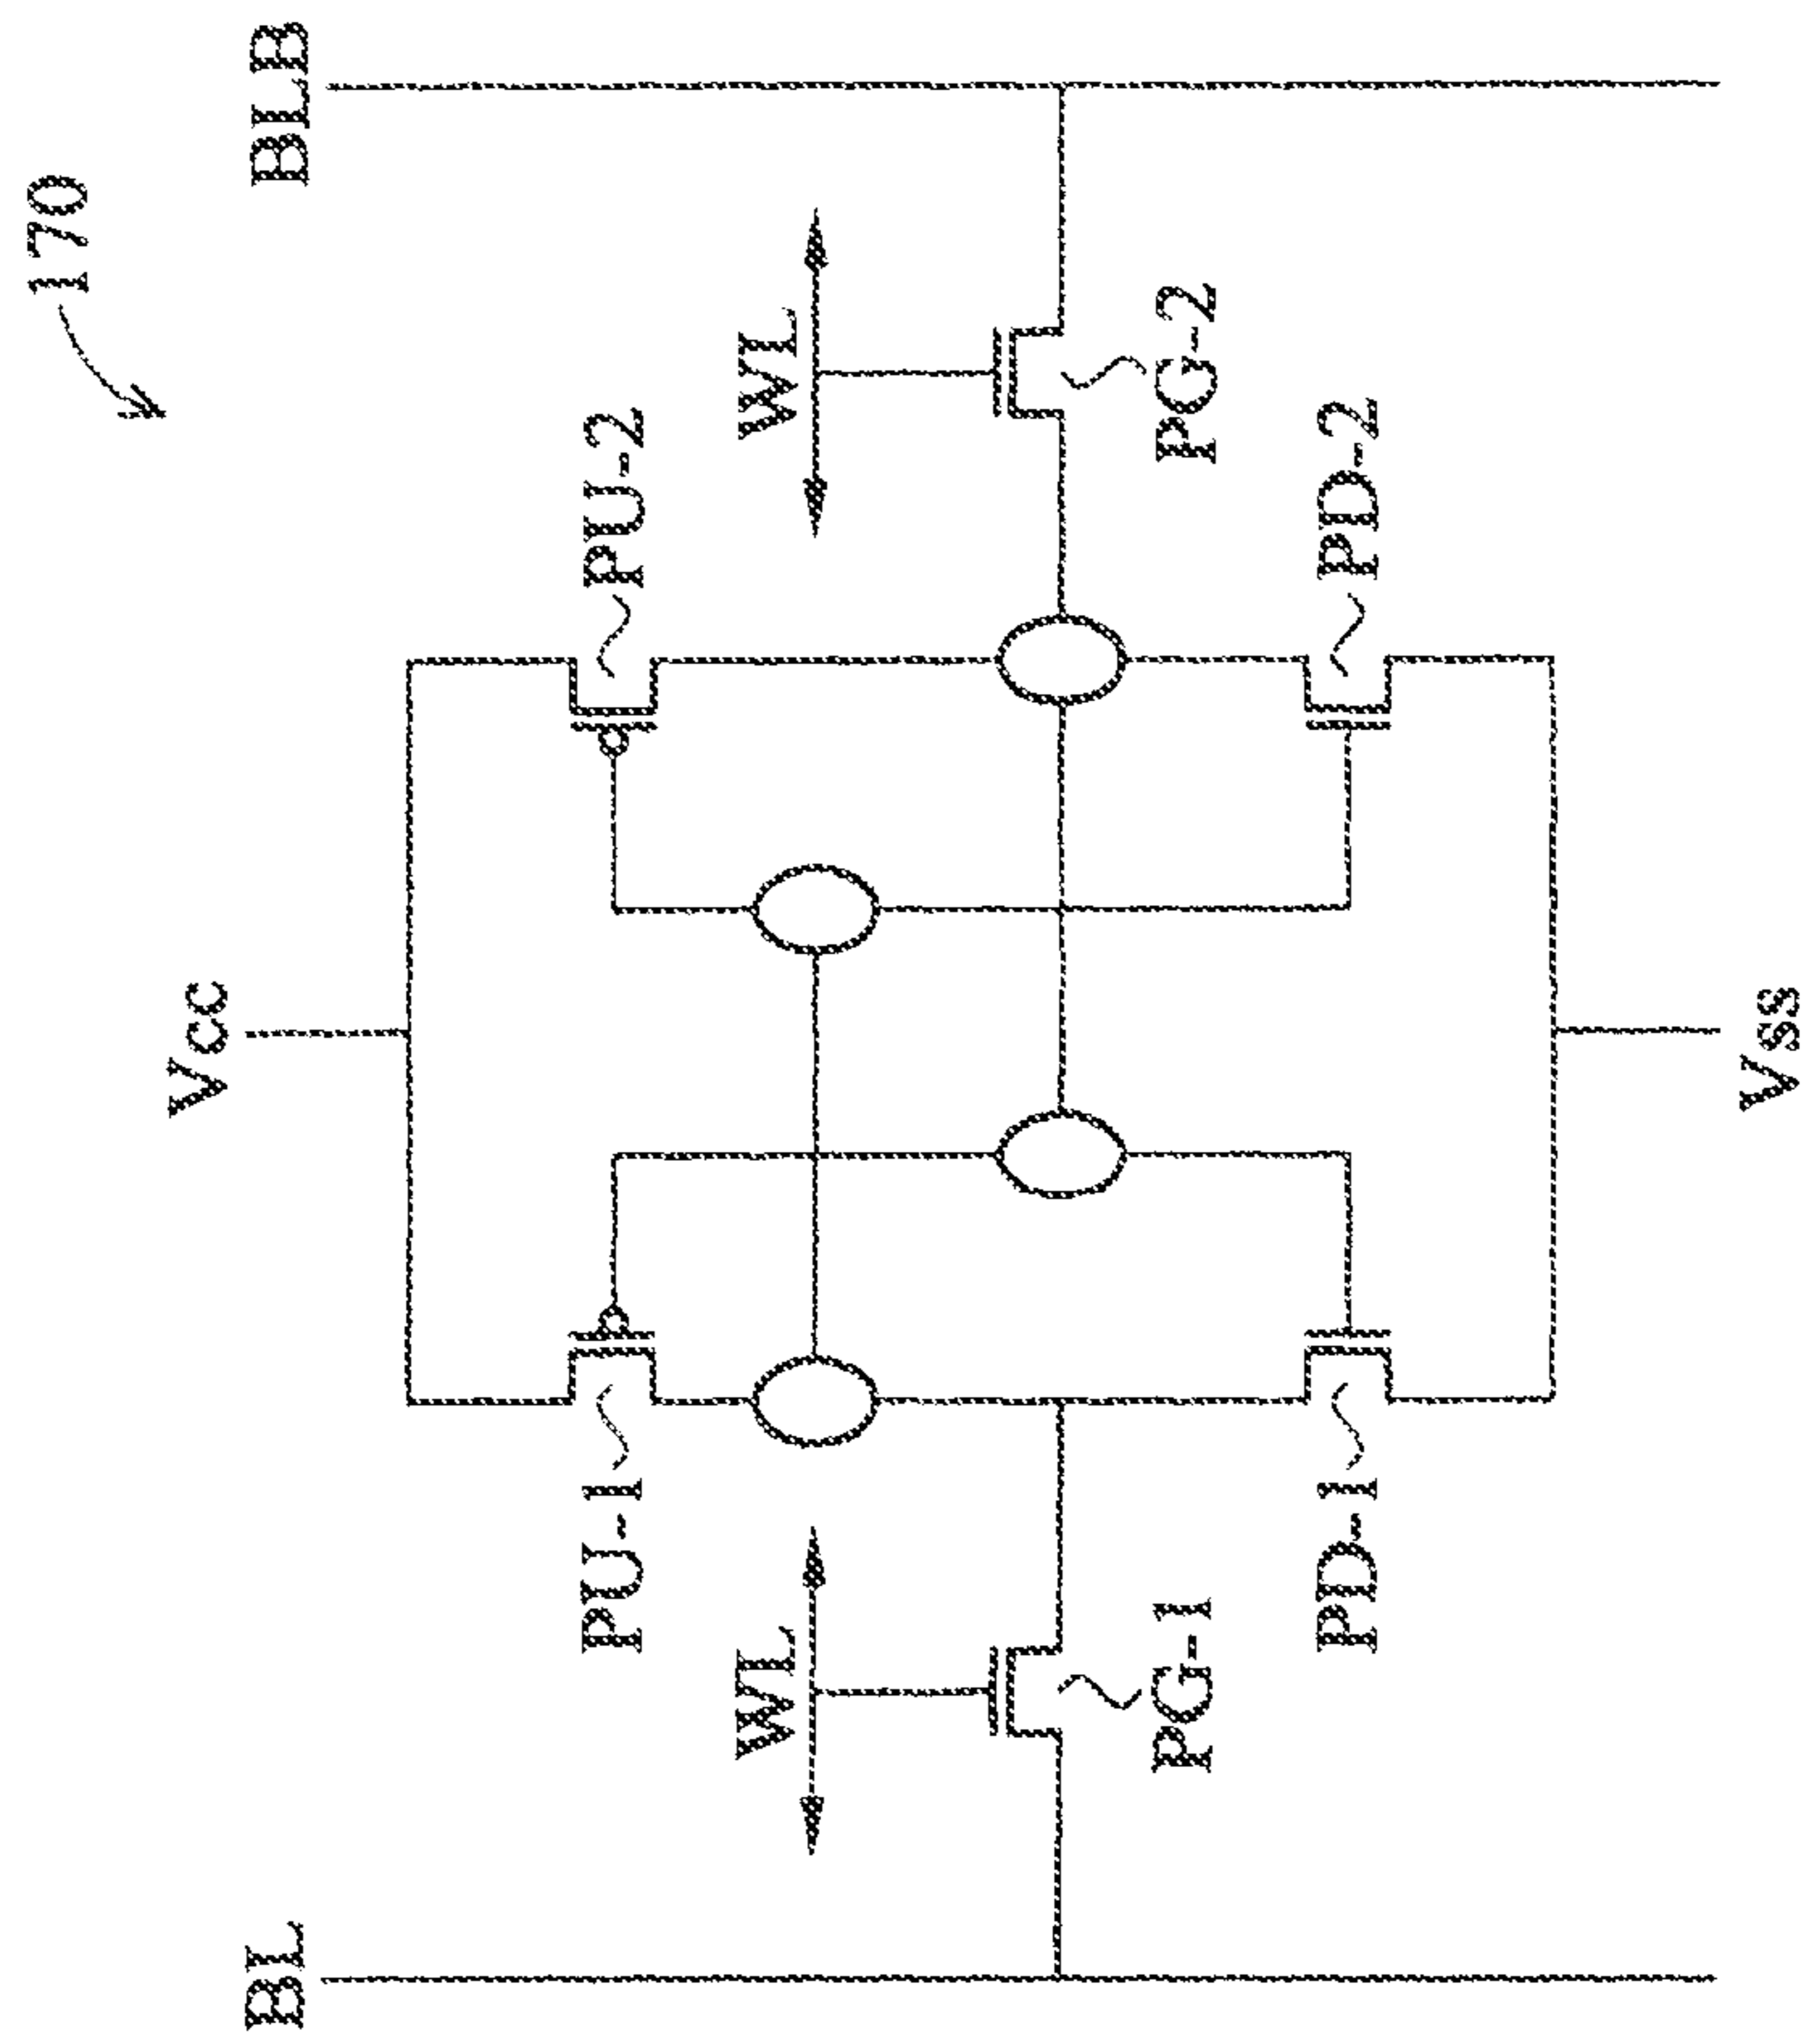 170
Vcc
BL
BLB
PU-1
PU-2
WL
WL
PG-1
PG-2
PD-1
PD-2
Vss